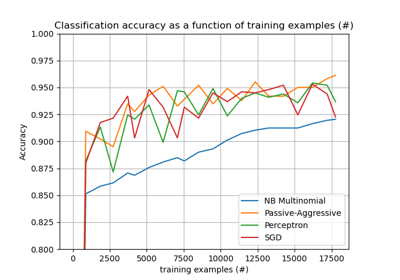 Classification accuracy as a function of training examples (#)
1.000
0.975
0.950
0.925
0.900
0.875
0.850
0.825
0.800
Accuracy
0 2500 5000 7500 10000 12500 15000 17500
training examples (#)
NB Multinomial
Passive-Aggressive
Perceptron
SGD